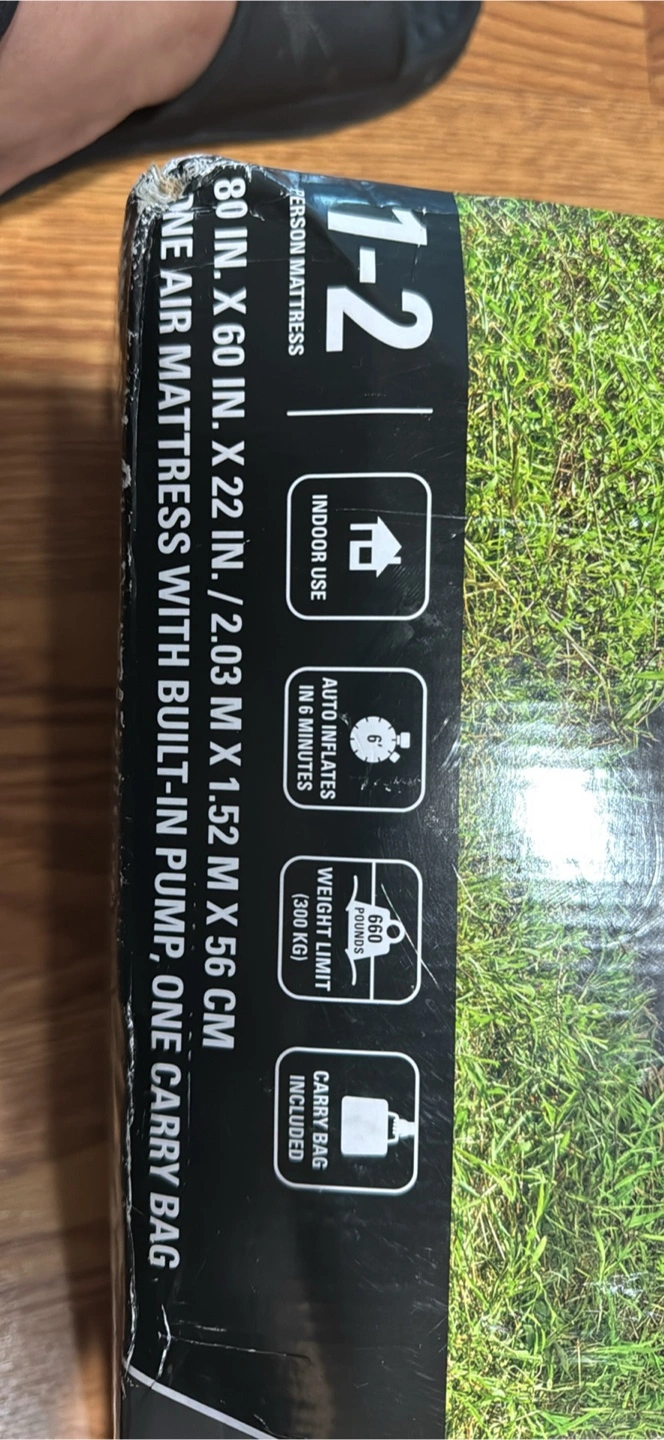 1-2
PERSON MATTRESS
INDOOR USE
6'
AUTO INFLATES
IN 6 MINUTES
660
POUNDS
WEIGHT LIMIT
(300 KG)
CARRY BAG
INCLUDED
80 IN. X 60 IN. X 22 IN. / 2.03 M X 1.52 M X 56 CM
ONE AIR MATTRESS WITH BUILT-IN PUMP, ONE CARRY BAG